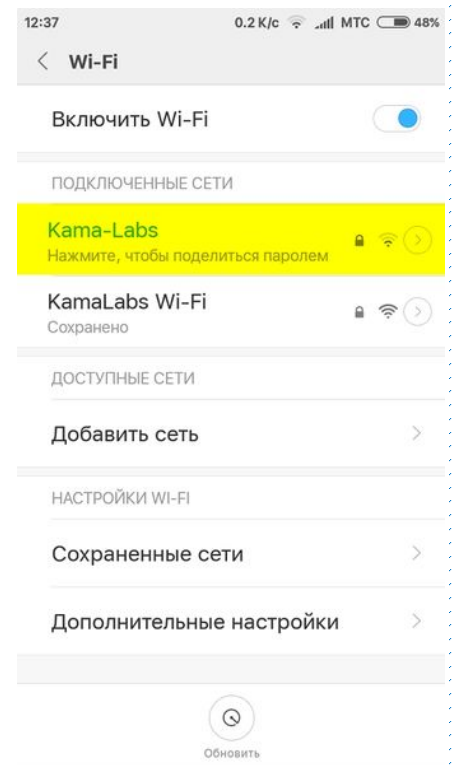 12:37 0.2 K/c МТС 48%
Wi-Fi
Включить Wi-Fi
ПОДКЛЮЧЕННЫЕ СЕТИ
Kama-Labs
Нажмите, чтобы поделиться паролем
KamaLabs Wi-Fi
Сохранено
ДОСТУПНЫЕ СЕТИ
Добавить сеть
НАСТРОЙКИ WI-FI
Сохраненные сети
Дополнительные настройки
Обновить